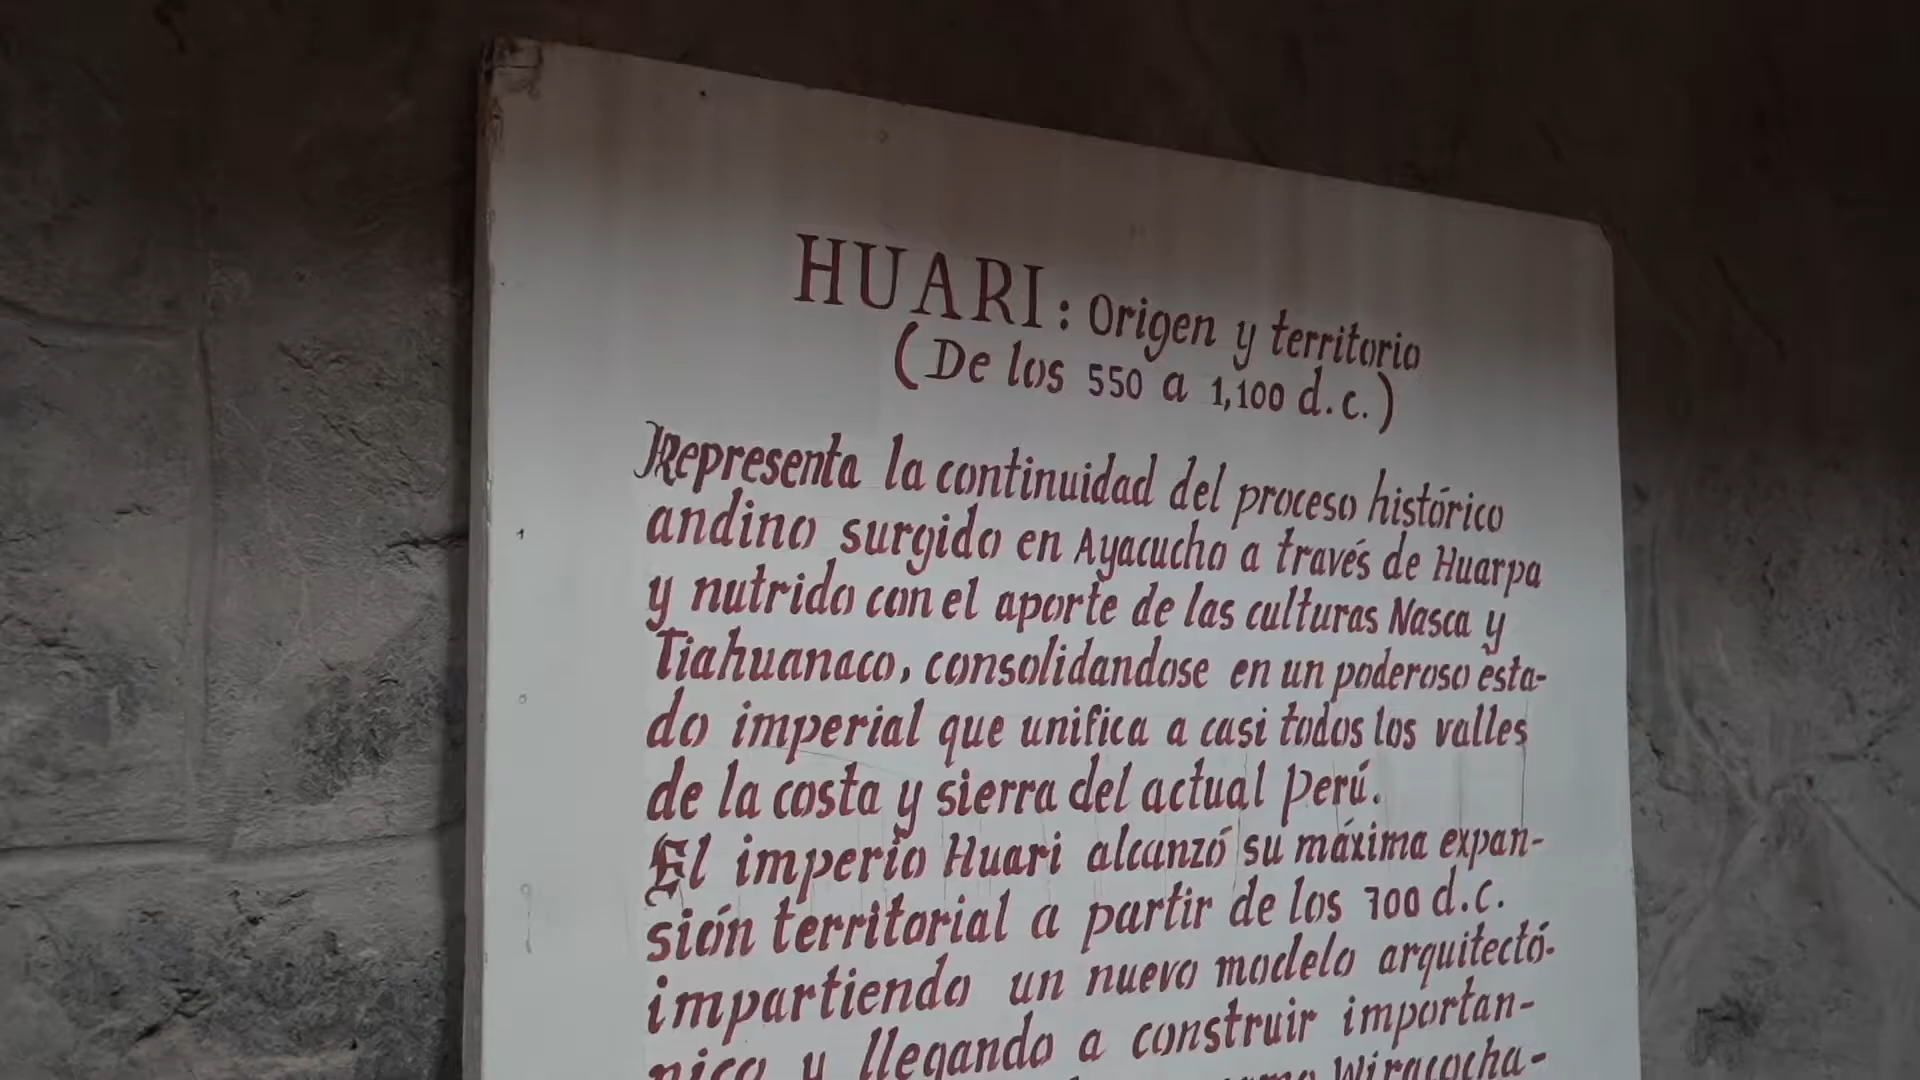 HUARI: Origen y territorio
(De los 550 a 1,100 d.c.)
Representa la continuidad del proceso histórico
andino surgido en Ayacucho a través de Huarpa
y nutrido con el aporte de las culturas Nasca y
Tiahuanaco, consolidandose en un poderoso esta-
do imperial que unifica a casi todos los valles
de la costa y sierra del actual Perú.
El imperio Huari alcanzó su máxima expan-
sión territorial a partir de los 700 d.C.
impartiendo un nuevo modelo arquitectó-
nico y llegando a construir importan-
Wiracocha-